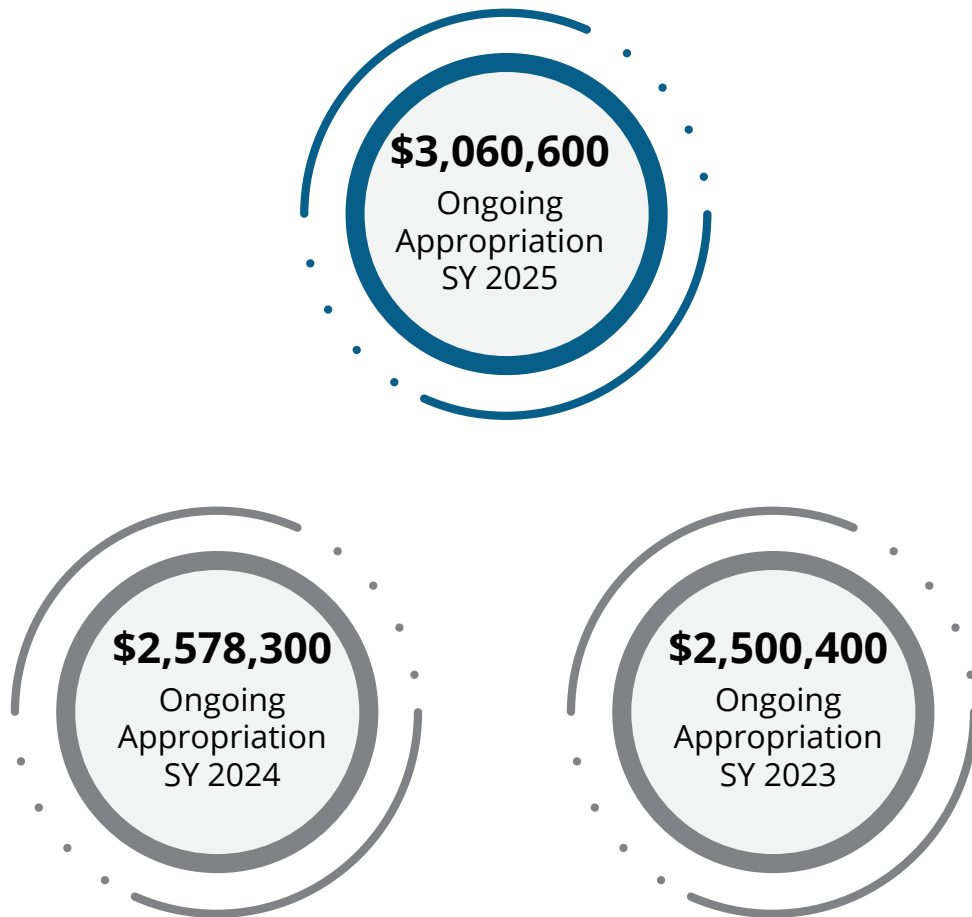 $3,060,600
Ongoing
Appropriation
SY 2025
$2,578,300
Ongoing
Appropriation
SY 2024
$2,500,400
Ongoing
Appropriation
SY 2023